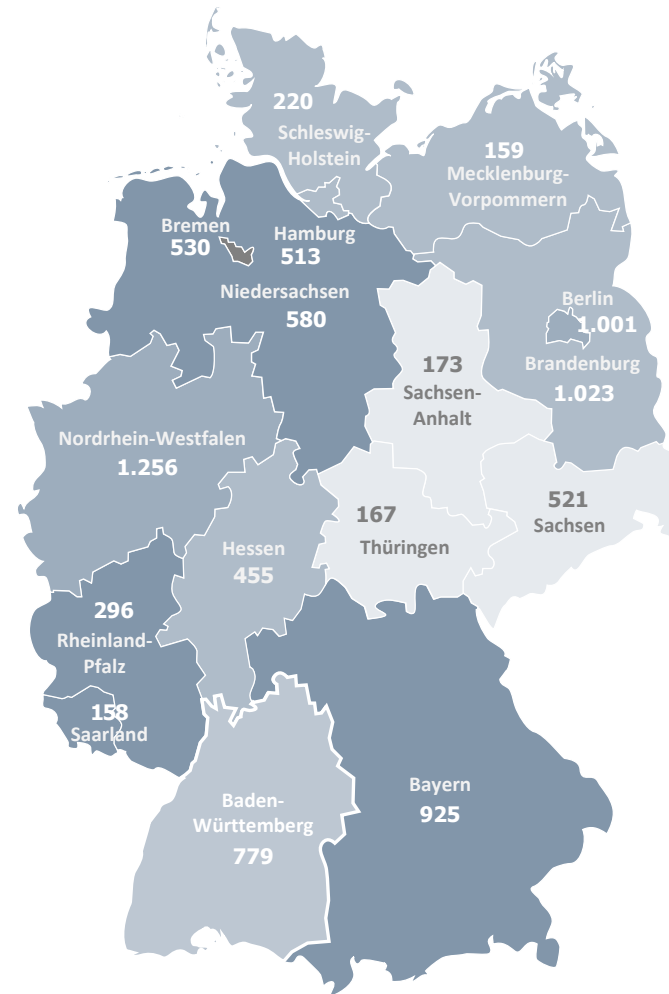 220
Schleswig-
Holstein
159
Mecklenburg-
Vorpommern
Bremen
530
Hamburg
513
Niedersachsen
580
Berlin
1.001
Brandenburg
1.023
173
Sachsen-
Anhalt
Nordrhein-Westfalen
1.256
521
Sachsen
167
Thüringen
Hessen
455
296
Rheinland-
Pfalz
158
Saarland
Bayern
925
Baden-
Württemberg
779